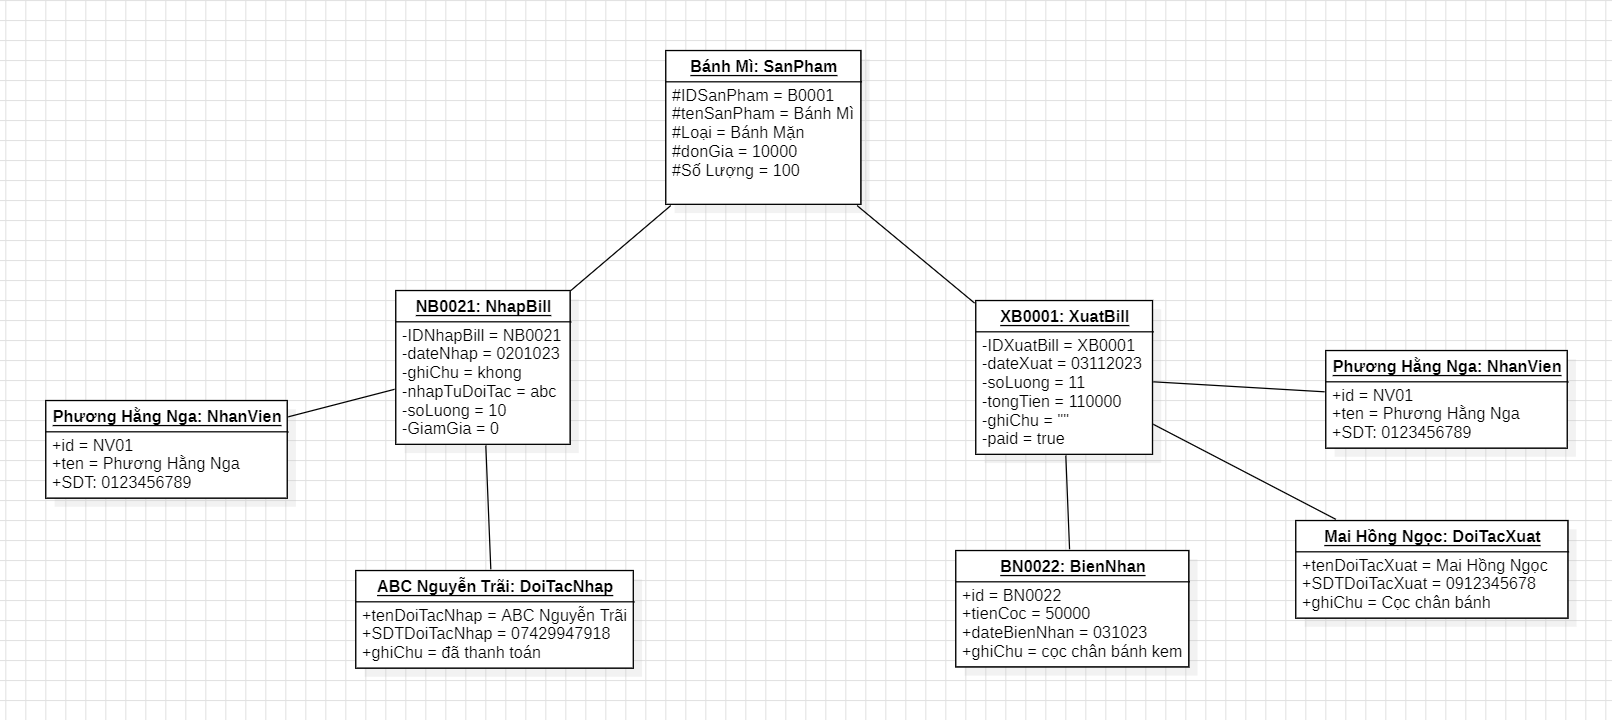 Bánh Mì: SanPham
#IDSanPham = B0001
#tenSanPham = Bánh Mì
#Loại = Bánh Mặn
#donGia = 10000
#Số Lượng = 100
NB0021: NhapBill
-IDNhapBill = NB0021
-dateNhap = 0201023
-ghiChu = khong
-nhapTuDoiTac = abc
-soLuong = 10
-GiamGia = 0
XB0001: XuatBill
-IDXuatBill = XB0001
-dateXuat = 03112023
-soLuong = 11
-tongTien = 110000
-ghiChu = ""
-paid = true
Phương Hằng Nga: NhanVien
+id = NV01
+ten = Phương Hằng Nga
+SDT: 0123456789
Phương Hằng Nga: NhanVien
+id = NV01
+ten = Phương Hằng Nga
+SDT: 0123456789
ABC Nguyễn Trãi: DoiTacNhap
+tenDoiTacNhap = ABC Nguyễn Trãi
+SDTDoiTacNhap = 07429947918
+ghiChu = đã thanh toán
BN0022: BienNhan
+id = BN0022
+tienCoc = 50000
+dateBienNhan = 031023
+ghiChu = cọc chân bánh kem
Mai Hồng Ngọc: DoiTacXuat
+tenDoiTacXuat = Mai Hồng Ngọc
+SDTDoiTacXuat = 0912345678
+ghiChu = Cọc chân bánh